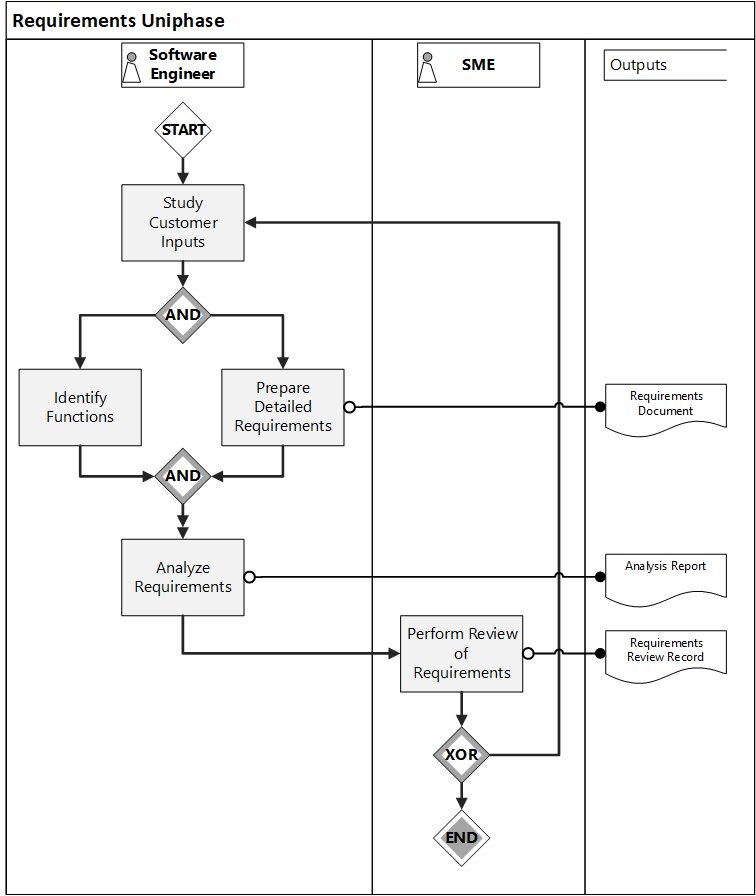 Requirements Uniphase
Software
Engineer
SME
Outputs
START
Study
Customer
Inputs
AND
Identify
Functions
Prepare
Detailed
Requirements
Requirements
Document
AND
Analyze
Requirements
Analysis Report
Perform Review
of
Requirements
Requirements
Review Record
XOR
END